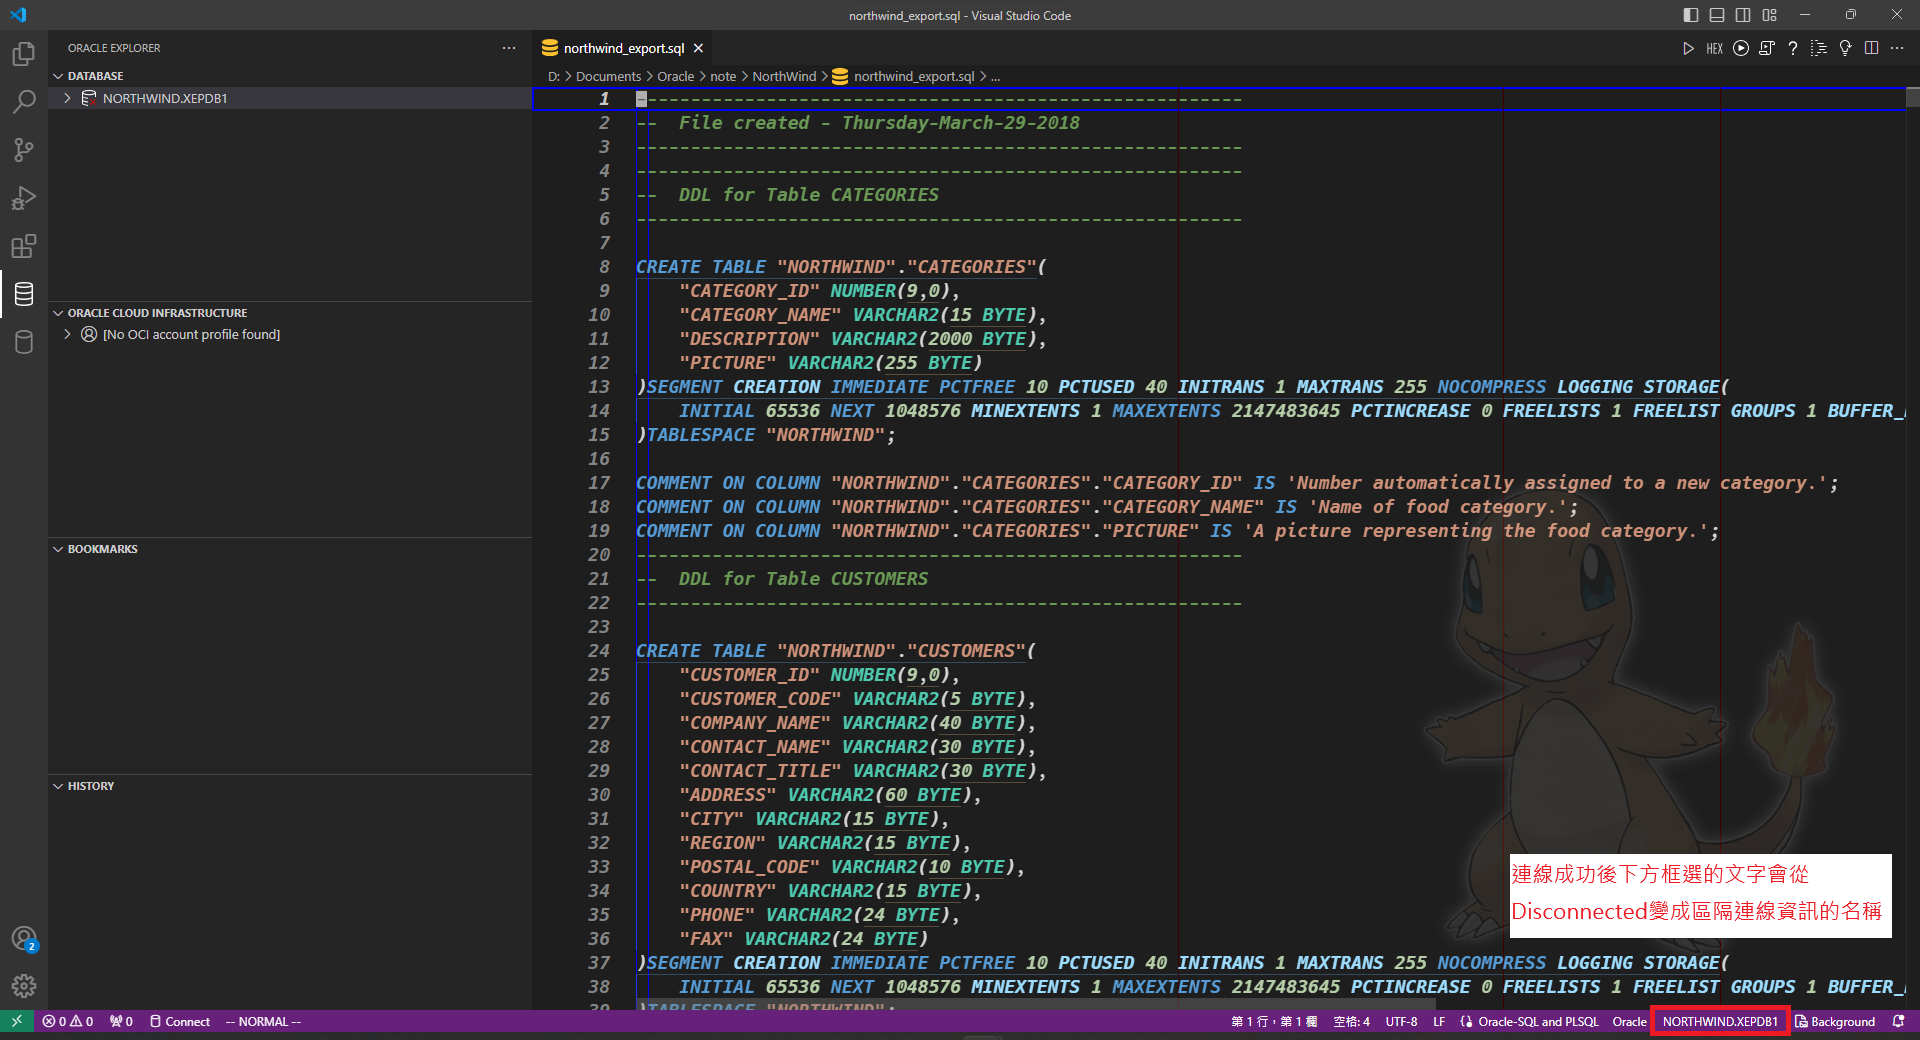 northwind_export.sql - Visual Studio Code
ORACLE EXPLORER
DATABASE
NORTHWIND.XEPDB1
ORACLE CLOUD INFRASTRUCTURE
[No OCI account profile found]
BOOKMARKS
HISTORY
2
northwind_export.sql
HEX
D: > Documents > Oracle > note > NorthWind > northwind_export.sql > ...
1 --------------------------------------------------------
2 --  File created - Thursday-March-29-2018
3 --------------------------------------------------------
4 --------------------------------------------------------
5 --  DDL for Table CATEGORIES
6 --------------------------------------------------------
7
8 CREATE TABLE "NORTHWIND"."CATEGORIES"(
9     "CATEGORY_ID" NUMBER(9,0),
10     "CATEGORY_NAME" VARCHAR2(15 BYTE),
11     "DESCRIPTION" VARCHAR2(2000 BYTE),
12     "PICTURE" VARCHAR2(255 BYTE)
13 )SEGMENT CREATION IMMEDIATE PCTFREE 10 PCTUSED 40 INITRANS 1 MAXTRANS 255 NOCOMPRESS LOGGING STORAGE(
14     INITIAL 65536 NEXT 1048576 MINEXTENTS 1 MAXEXTENTS 2147483645 PCTINCREASE 0 FREELISTS 1 FREELIST GROUPS 1 BUFFER_
15 )TABLESPACE "NORTHWIND";
16
17 COMMENT ON COLUMN "NORTHWIND"."CATEGORIES"."CATEGORY_ID" IS 'Number automatically assigned to a new category.';
18 COMMENT ON COLUMN "NORTHWIND"."CATEGORIES"."CATEGORY_NAME" IS 'Name of food category.';
19 COMMENT ON COLUMN "NORTHWIND"."CATEGORIES"."PICTURE" IS 'A picture representing the food category.';
20 --------------------------------------------------------
21 --  DDL for Table CUSTOMERS
22 --------------------------------------------------------
23
24 CREATE TABLE "NORTHWIND"."CUSTOMERS"(
25     "CUSTOMER_ID" NUMBER(9,0),
26     "CUSTOMER_CODE" VARCHAR2(5 BYTE),
27     "COMPANY_NAME" VARCHAR2(40 BYTE),
28     "CONTACT_NAME" VARCHAR2(30 BYTE),
29     "CONTACT_TITLE" VARCHAR2(30 BYTE),
30     "ADDRESS" VARCHAR2(60 BYTE),
31     "CITY" VARCHAR2(15 BYTE),
32     "REGION" VARCHAR2(15 BYTE),
33     "POSTAL_CODE" VARCHAR2(10 BYTE),
34     "COUNTRY" VARCHAR2(15 BYTE),
35     "PHONE" VARCHAR2(24 BYTE),
36     "FAX" VARCHAR2(24 BYTE)
37 )SEGMENT CREATION IMMEDIATE PCTFREE 10 PCTUSED 40 INITRANS 1 MAXTRANS 255 NOCOMPRESS LOGGING STORAGE(
38     INITIAL 65536 NEXT 1048576 MINEXTENTS 1 MAXEXTENTS 2147483645 PCTINCREASE 0 FREELISTS 1 FREELIST GROUPS 1 BUFFER_
39 )TABLESPACE "NORTHWIND";
連線成功後下方框選的文字會從
Disconnected變成區隔連線資訊的名稱
0 0 0 Connect -- NORMAL -- 第 1 行，第 1 欄 空格: 4 UTF-8 LF Oracle-SQL and PLSQL Oracle NORTHWIND.XEPDB1 Background